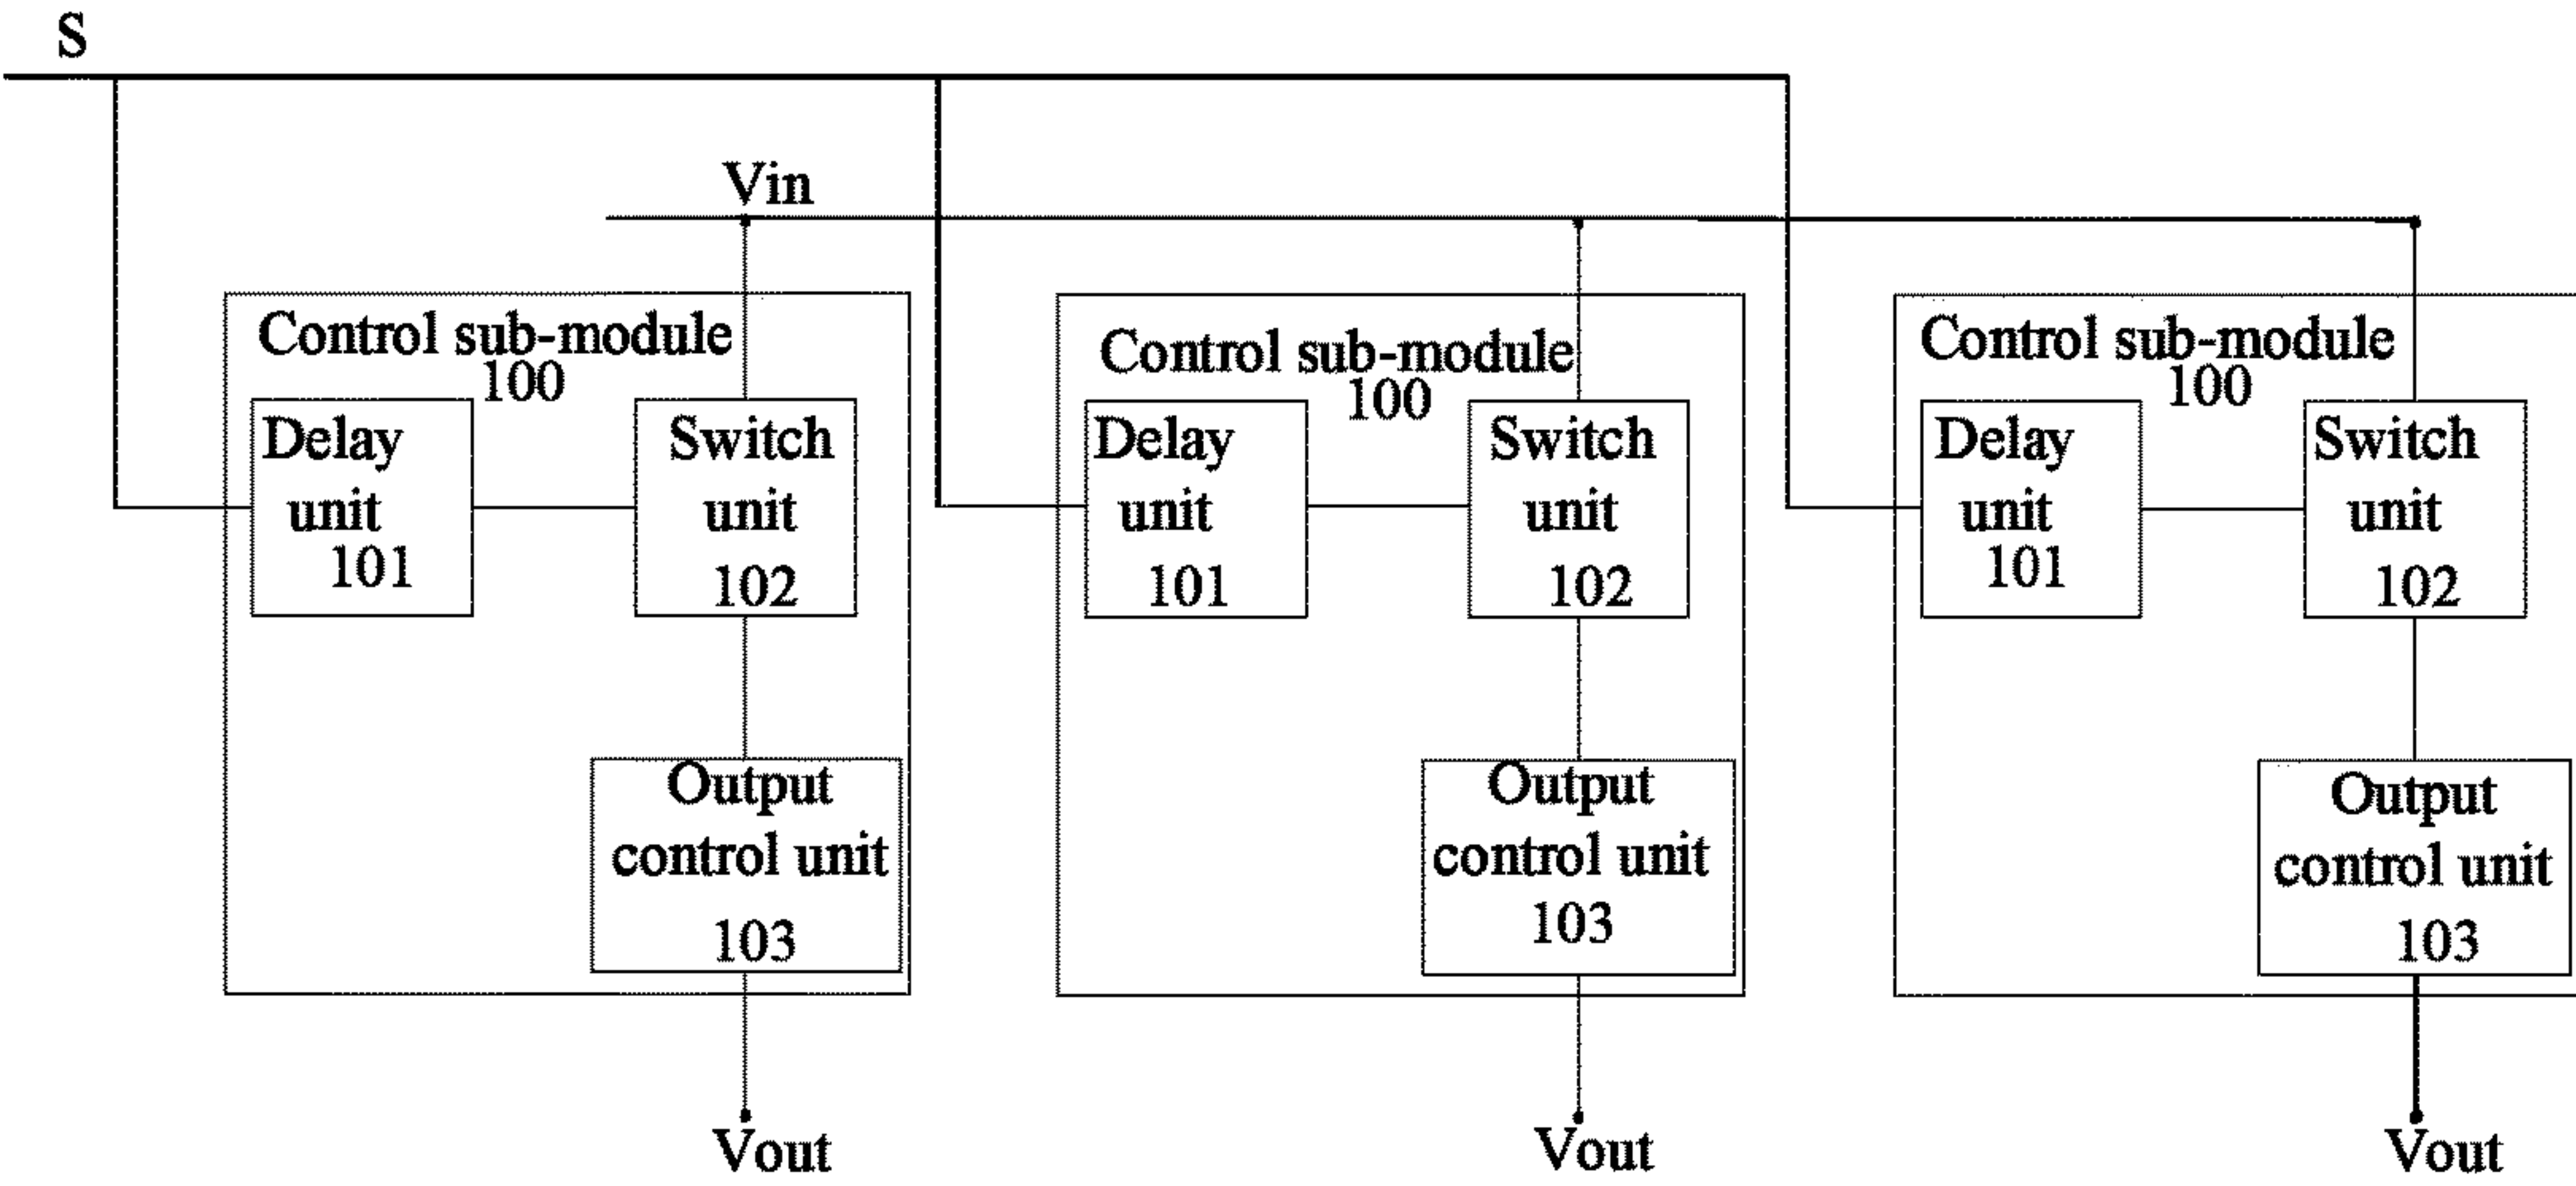 S
Vin
Control sub-module
100
Delay
unit
101
Switch
unit
102
Output
control unit
103
Vout
Control sub-module
100
Delay
unit
101
Switch
unit
102
Output
control unit
103
Vout
Control sub-module
100
Delay
unit
101
Switch
unit
102
Output
control unit
103
Vout